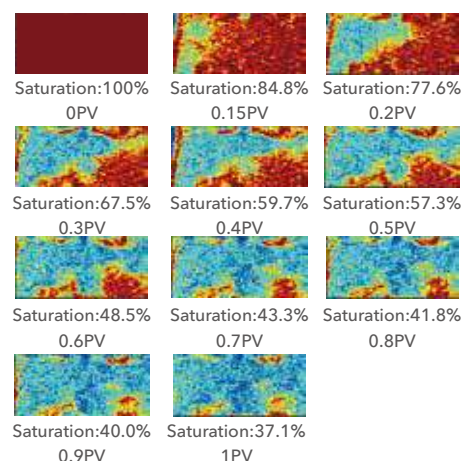 Saturation:100% Saturation:84.8% Saturation:77.6%
0PV 0.15PV 0.2PV
Saturation:67.5% Saturation:59.7% Saturation:57.3%
0.3PV 0.4PV 0.5PV
Saturation:48.5% Saturation:43.3% Saturation:41.8%
0.6PV 0.7PV 0.8PV
Saturation:40.0% Saturation:37.1%
0.9PV 1PV